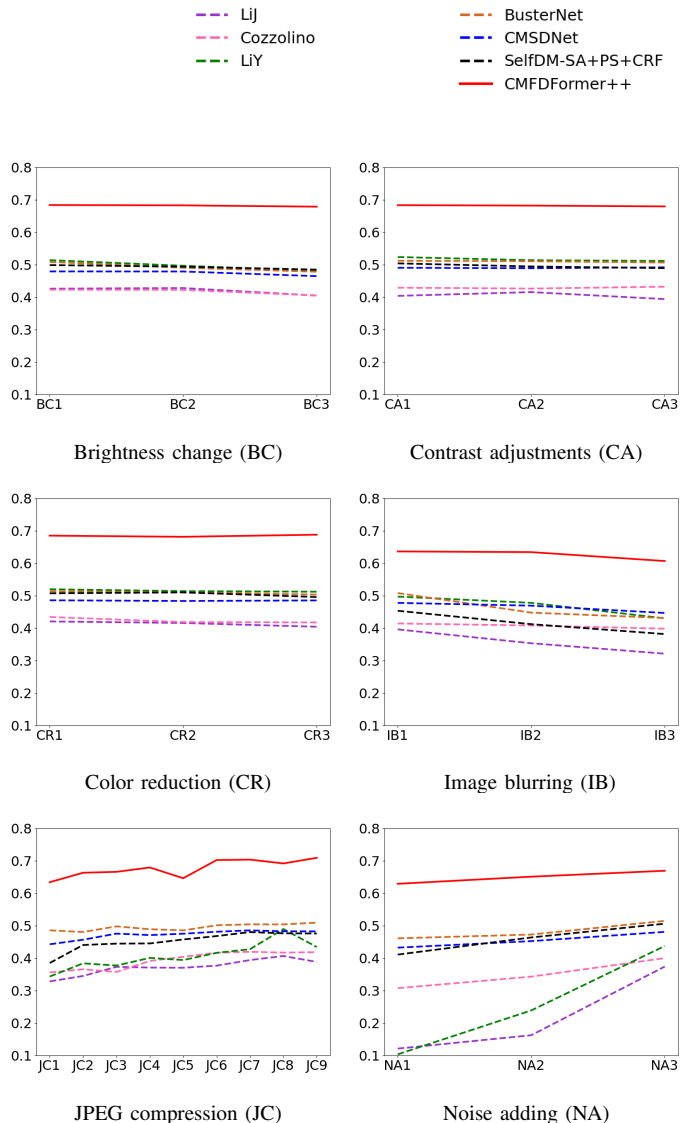 LiJ
Cozzolino
LiY
BusterNet
CMSDNet
SelfDM-SA+PS+CRF
CMFDFormer++
0.8
0.7
0.6
0.5
0.4
0.3
0.2
0.1
BC1 BC2 BC3
Brightness change (BC)
0.8
0.7
0.6
0.5
0.4
0.3
0.2
0.1
CA1 CA2 CA3
Contrast adjustments (CA)
0.8
0.7
0.6
0.5
0.4
0.3
0.2
0.1
CR1 CR2 CR3
Color reduction (CR)
0.8
0.7
0.6
0.5
0.4
0.3
0.2
0.1
IB1 IB2 IB3
Image blurring (IB)
0.8
0.7
0.6
0.5
0.4
0.3
0.2
0.1
JC1 JC2 JC3 JC4 JC5 JC6 JC7 JC8 JC9
JPEG compression (JC)
0.8
0.7
0.6
0.5
0.4
0.3
0.2
0.1
NA1 NA2 NA3
Noise adding (NA)